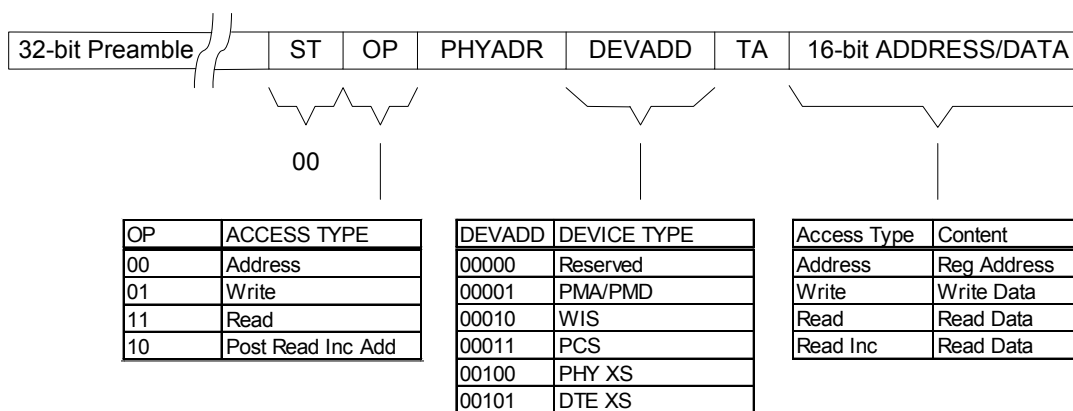 32-bit Preamble ST OP PHYADR DEVADD TA 16-bit ADDRESS/DATA
00
OP ACCESS TYPE
00 Address
01 Write
11 Read
10 Post Read Inc Add
DEVADD DEVICE TYPE
00000 Reserved
00001 PMA/PMD
00010 WIS
00011 PCS
00100 PHY XS
00101 DTE XS
Access Type Content
Address Reg Address
Write Write Data
Read Read Data
Read Inc Read Data